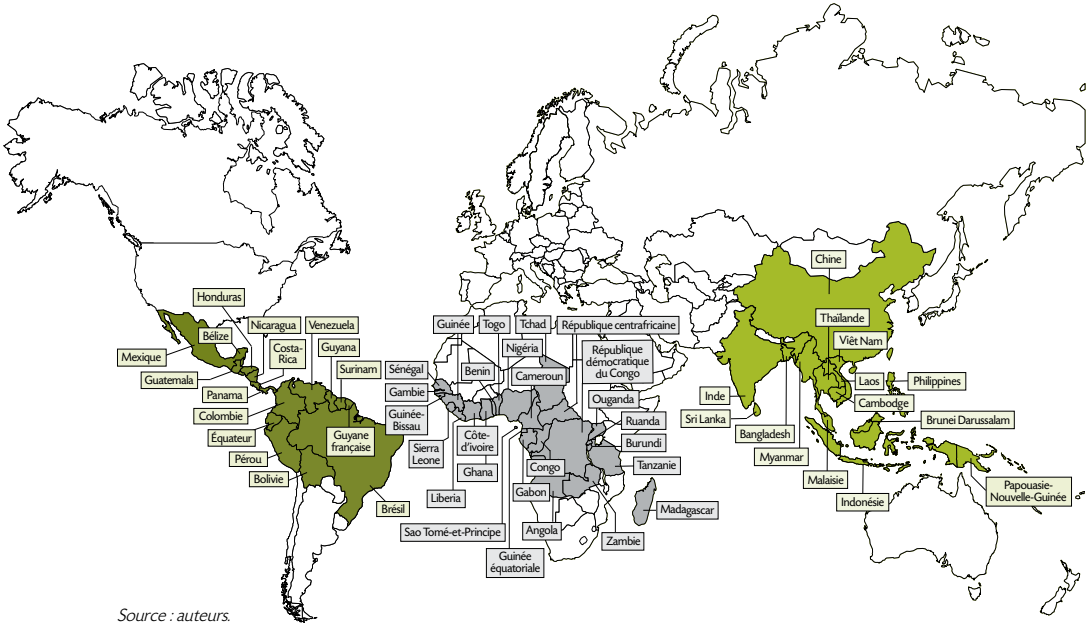 Honduras
Nicaragua
Venezuela
Bélize
Costa-
Rica
Guyana
Mexique
Surinam
Guatemala
Panama
Colombie
Équateur
Guyane
française
Pérou
Bolivie
Brésil
Guinée
Togo
Tchad
République centrafricaine
Nigéria
République
démocratique
du Congo
Sénégal
Benin
Cameroun
Gambie
Ouganda
Guinée-
Bissau
Ruanda
Sierra
Leone
Côte-
d'ivoire
Burundi
Ghana
Congo
Tanzanie
Liberia
Gabon
Madagascar
Sao Tomé-et-Principe
Angola
Zambie
Guinée
équatoriale
Chine
Thaïlande
Viêt Nam
Laos
Philippines
Inde
Cambodge
Sri Lanka
Brunei Darussalam
Bangladesh
Myanmar
Malaisie
Papouasie-
Nouvelle-Guinée
Indonésie
Source : auteurs.